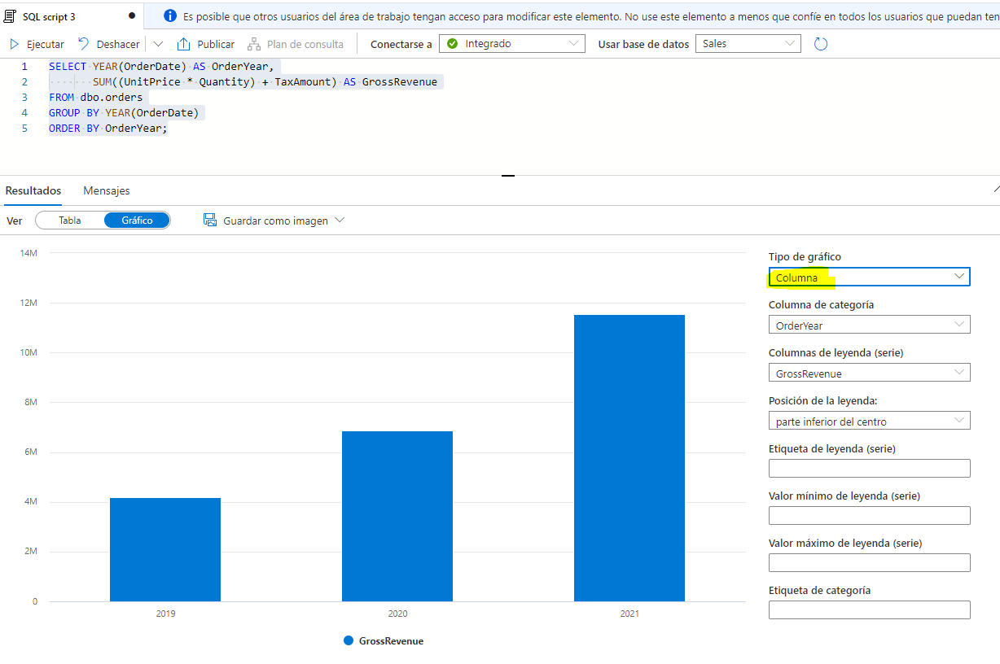 SQL script 3
Es posible que otros usuarios del área de trabajo tengan acceso para modificar este elemento. No use este elemento a menos que confíe en todos los usuarios que puedan ten
Ejecutar Deshacer Publicar Plan de consulta Conectarse a Integrado Usar base de datos Sales
1 SELECT YEAR(OrderDate) AS OrderYear,
2 SUM((UnitPrice * Quantity) + TaxAmount) AS GrossRevenue
3 FROM dbo.orders
4 GROUP BY YEAR(OrderDate)
5 ORDER BY OrderYear;
Resultados Mensajes
Ver Tabla Gráfico Guardar como imagen
14M
12M
10M
8M
6M
4M
2M
0
2019 2020 2021
GrossRevenue
Tipo de gráfico
Columna
Columna de categoría
OrderYear
Columnas de leyenda (serie)
GrossRevenue
Posición de la leyenda:
parte inferior del centro
Etiqueta de leyenda (serie)
Valor mínimo de leyenda (serie)
Valor máximo de leyenda (serie)
Etiqueta de categoría